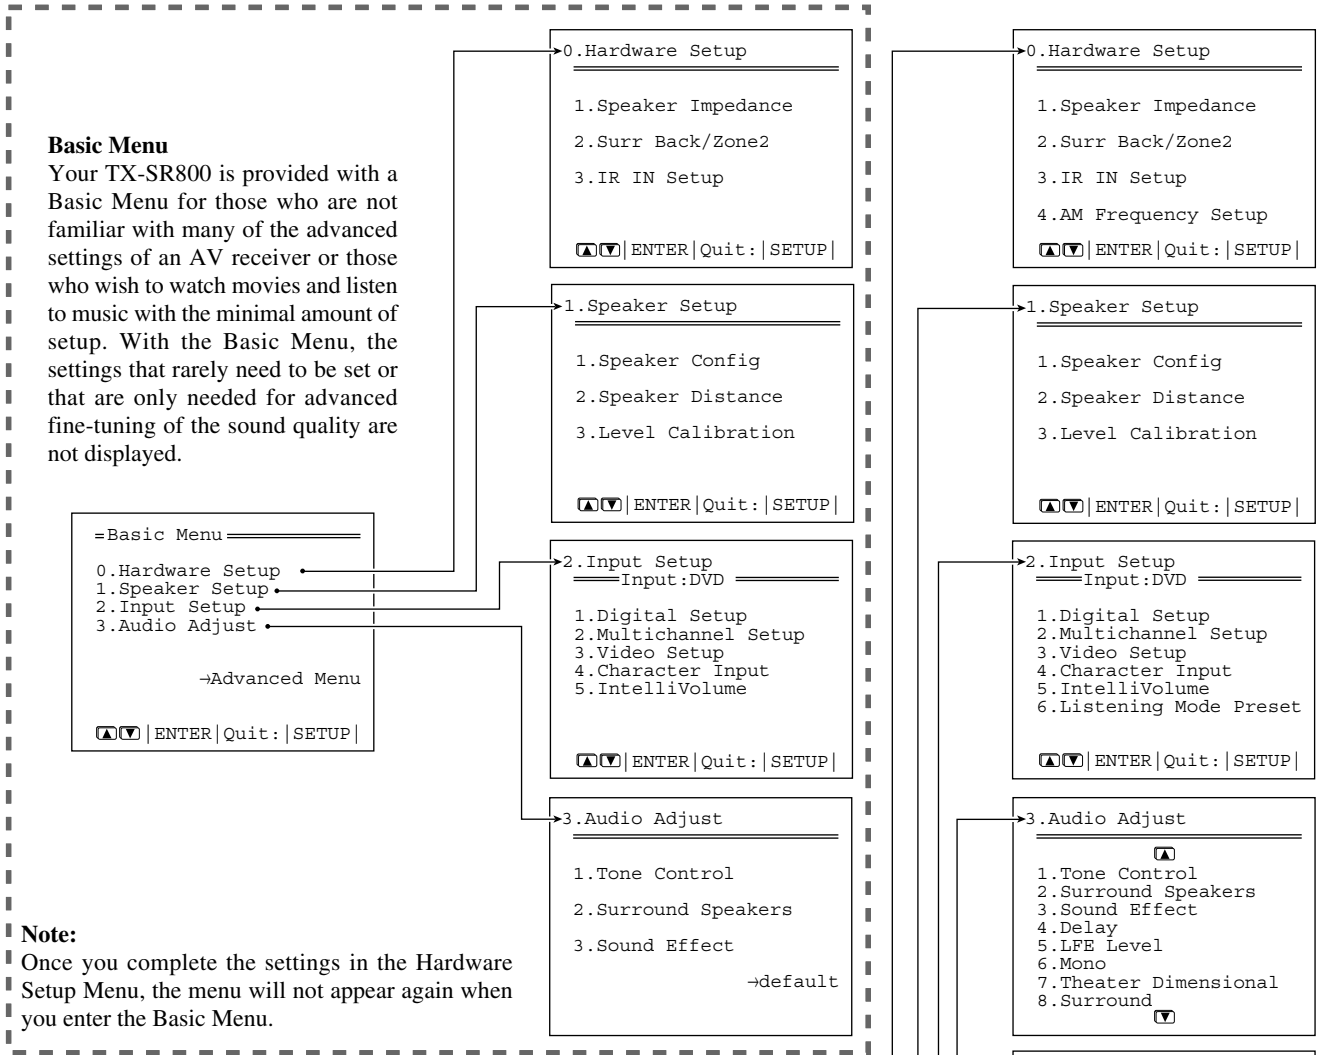 Basic Menu
Your TX-SR800 is provided with a
Basic Menu for those who are not
familiar with many of the advanced
settings of an AV receiver or those
who wish to watch movies and listen
to music with the minimal amount of
setup. With the Basic Menu, the
settings that rarely need to be set or
that are only needed for advanced
fine-tuning of the sound quality are
not displayed.
=Basic Menu
0.Hardware Setup
1.Speaker Setup
2.Input Setup
3.Audio Adjust
→Advanced Menu
▲▼|ENTER|Quit:|SETUP|
Note:
Once you complete the settings in the Hardware
Setup Menu, the menu will not appear again when
you enter the Basic Menu.
0.Hardware Setup
1.Speaker Impedance
2.Surr Back/Zone2
3.IR IN Setup
▲▼|ENTER|Quit:|SETUP|
1.Speaker Setup
1.Speaker Config
2.Speaker Distance
3.Level Calibration
▲▼|ENTER|Quit:|SETUP|
2.Input Setup
Input:DVD
1.Digital Setup
2.Multichannel Setup
3.Video Setup
4.Character Input
5.IntelliVolume
▲▼|ENTER|Quit:|SETUP|
3.Audio Adjust
1.Tone Control
2.Surround Speakers
3.Sound Effect
→default
0.Hardware Setup
1.Speaker Impedance
2.Surr Back/Zone2
3.IR IN Setup
4.AM Frequency Setup
▲▼|ENTER|Quit:|SETUP|
1.Speaker Setup
1.Speaker Config
2.Speaker Distance
3.Level Calibration
▲▼|ENTER|Quit:|SETUP|
2.Input Setup
Input:DVD
1.Digital Setup
2.Multichannel Setup
3.Video Setup
4.Character Input
5.IntelliVolume
6.Listening Mode Preset
▲▼|ENTER|Quit:|SETUP|
3.Audio Adjust
▲
1.Tone Control
2.Surround Speakers
3.Sound Effect
4.Delay
5.LFE Level
6.Mono
7.Theater Dimensional
8.Surround
▼